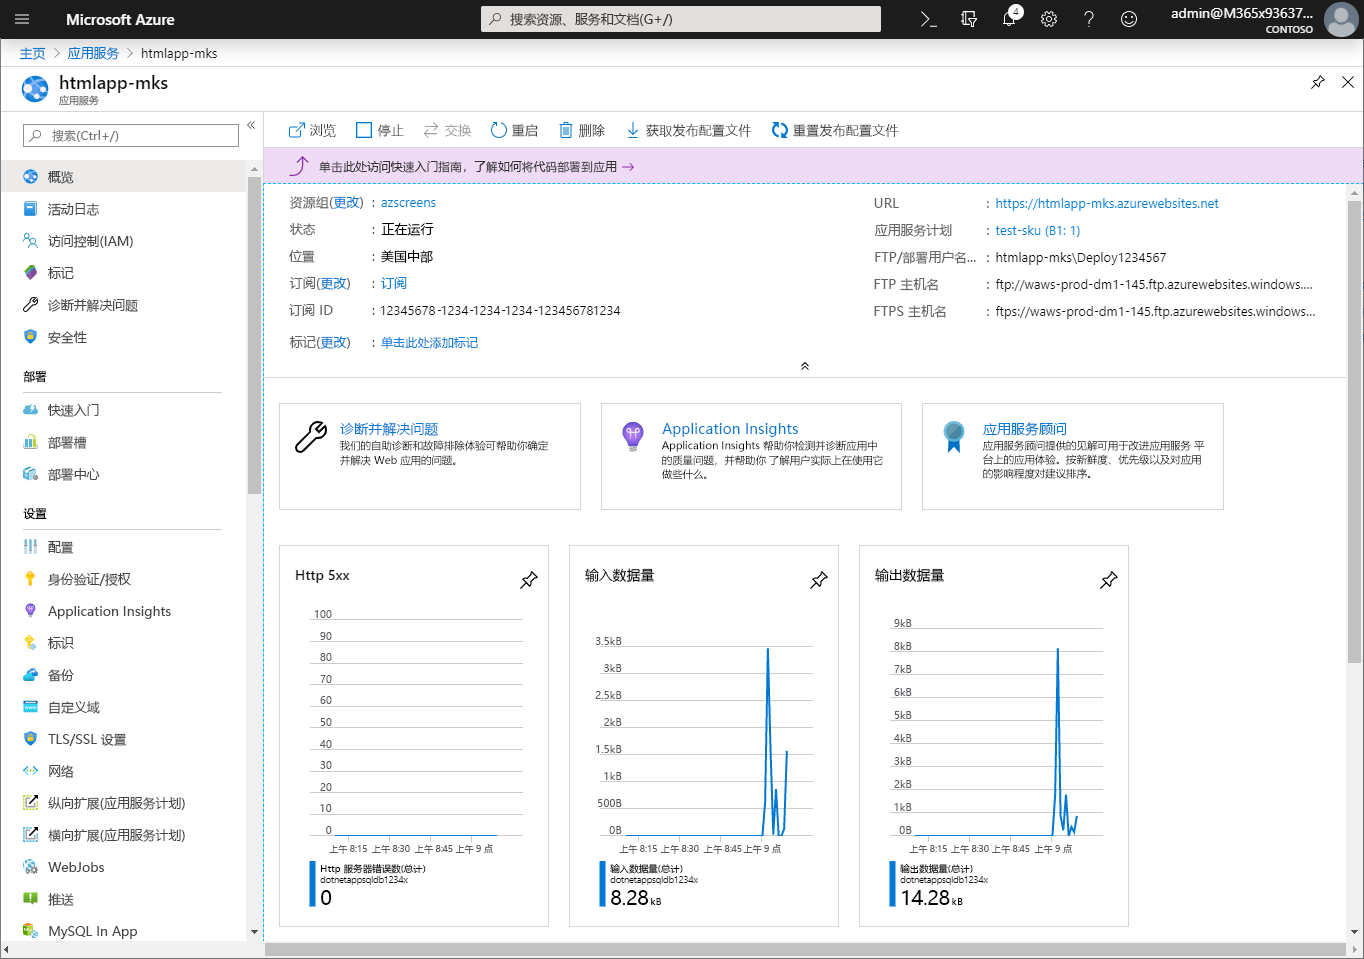 Microsoft Azure
搜索资源、服务和文档(G+/)
4
admin@M365x93637...
CONTOSO
主页 > 应用服务 > htmlapp-mks
htmlapp-mks
应用服务
搜索(Ctrl+/)
概览
活动日志
访问控制(IAM)
标记
诊断并解决问题
安全性
部署
快速入门
部署槽
部署中心
设置
配置
身份验证/授权
Application Insights
标识
备份
自定义域
TLS/SSL 设置
网络
纵向扩展(应用服务计划)
横向扩展(应用服务计划)
WebJobs
推送
MySQL In App
浏览 停止 交换 重启 删除 获取发布配置文件 重置发布配置文件
单击此处访问快速入门指南，了解如何将代码部署到应用 →
资源组(更改) : azscreens
状态 : 正在运行
位置 : 美国中部
订阅(更改) : 订阅
订阅 ID : 12345678-1234-1234-1234-123456781234
标记(更改) : 单击此处添加标记
URL : https://htmlapp-mks.azurewebsites.net
应用服务计划 : test-sku (B1: 1)
FTP/部署用户名... : htmlapp-mks\Deploy1234567
FTP 主机名 : ftp://waws-prod-dm1-145.ftp.azurewebsites.windows....
FTPS 主机名 : ftps://waws-prod-dm1-145.ftp.azurewebsites.windows...
诊断并解决问题
我们的自助诊断和故障排除体验可帮助你确定
并解决 Web 应用的问题。
Application Insights
Application Insights 帮助你检测并诊断应用中
的质量问题，并帮助你 了解用户实际上在使用它
做些什么。
应用服务顾问
应用服务顾问提供的见解可用于改进应用服务 平
台上的应用体验。按新鲜度、优先级以及对应用
的影响程度对建议排序。
Http 5xx
100
90
80
70
60
50
40
30
20
10
0
上午 8:15 上午 8:30 上午 8:45 上午 9 点
Http 服务器错误数(总计)
dotnetappsqldb1234x
0
输入数据量
3.5kB
3kB
2.5kB
2kB
1.5kB
1kB
500B
0B
上午 8:15 上午 8:30 上午 8:45 上午 9 点
输入数据量(总计)
dotnetappsqldb1234x
8.28 kB
输出数据量
9kB
8kB
7kB
6kB
5kB
4kB
3kB
2kB
1kB
0B
上午 8:15 上午 8:30 上午 8:45 上午 9 点
输出数据量(总计)
dotnetappsqldb1234x
14.28 kB